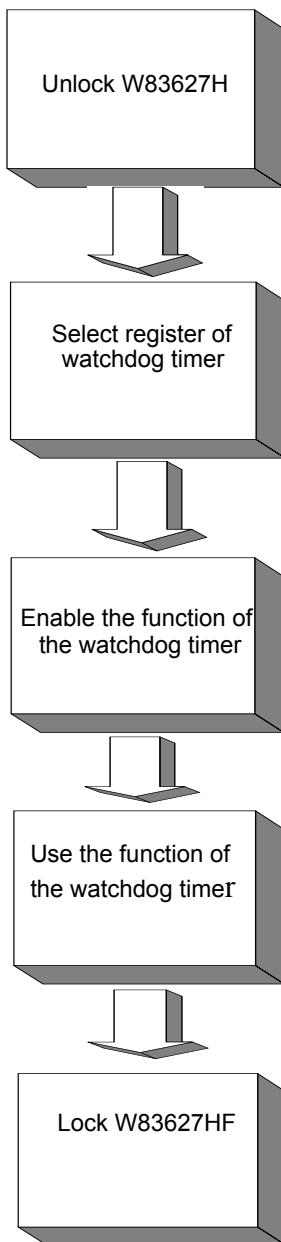 Unlock W83627H
Select register of
watchdog timer
Enable the function of
the watchdog timer
Use the function of
the watchdog timer
Lock W83627HF